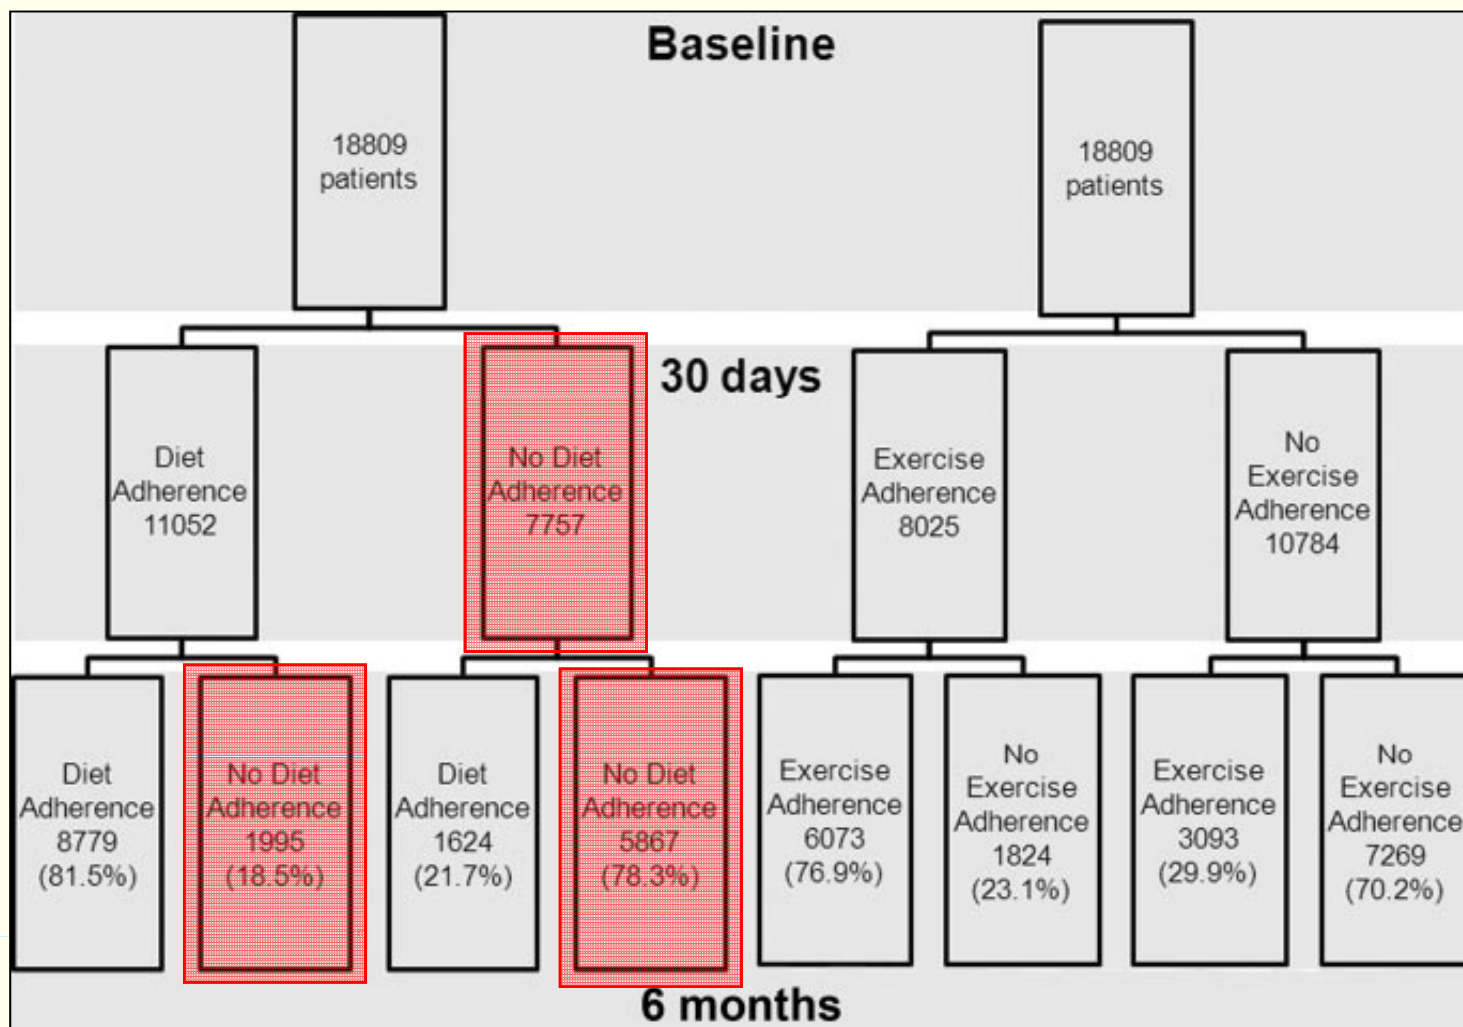 Baseline
18809
patients
18809
patients
30 days
Diet
Adherence
11052
No Diet
Adherence
7757
Exercise
Adherence
8025
No
Exercise
Adherence
10784
Diet
Adherence
8779
(81.5%)
No Diet
Adherence
1995
(18.5%)
Diet
Adherence
1624
(21.7%)
No Diet
Adherence
5867
(78.3%)
Exercise
Adherence
6073
(76.9%)
No
Exercise
Adherence
1824
(23.1%)
Exercise
Adherence
3093
(29.9%)
No
Exercise
Adherence
7269
(70.2%)
6 months